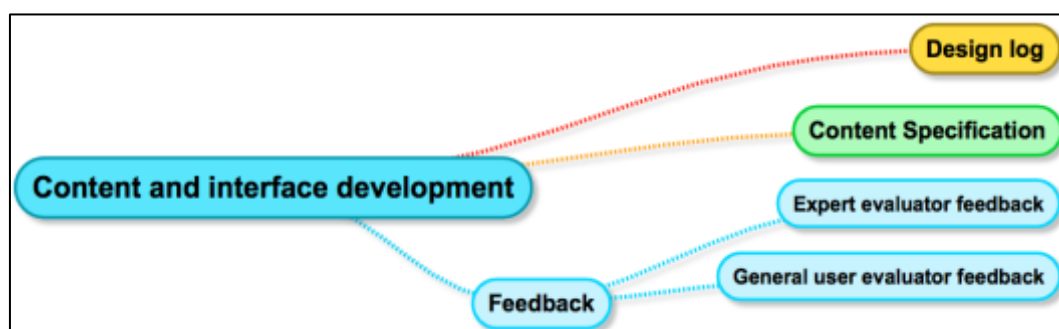 Design log
Content Specification
Content and interface development
Expert evaluator feedback
General user evaluator feedback
Feedback